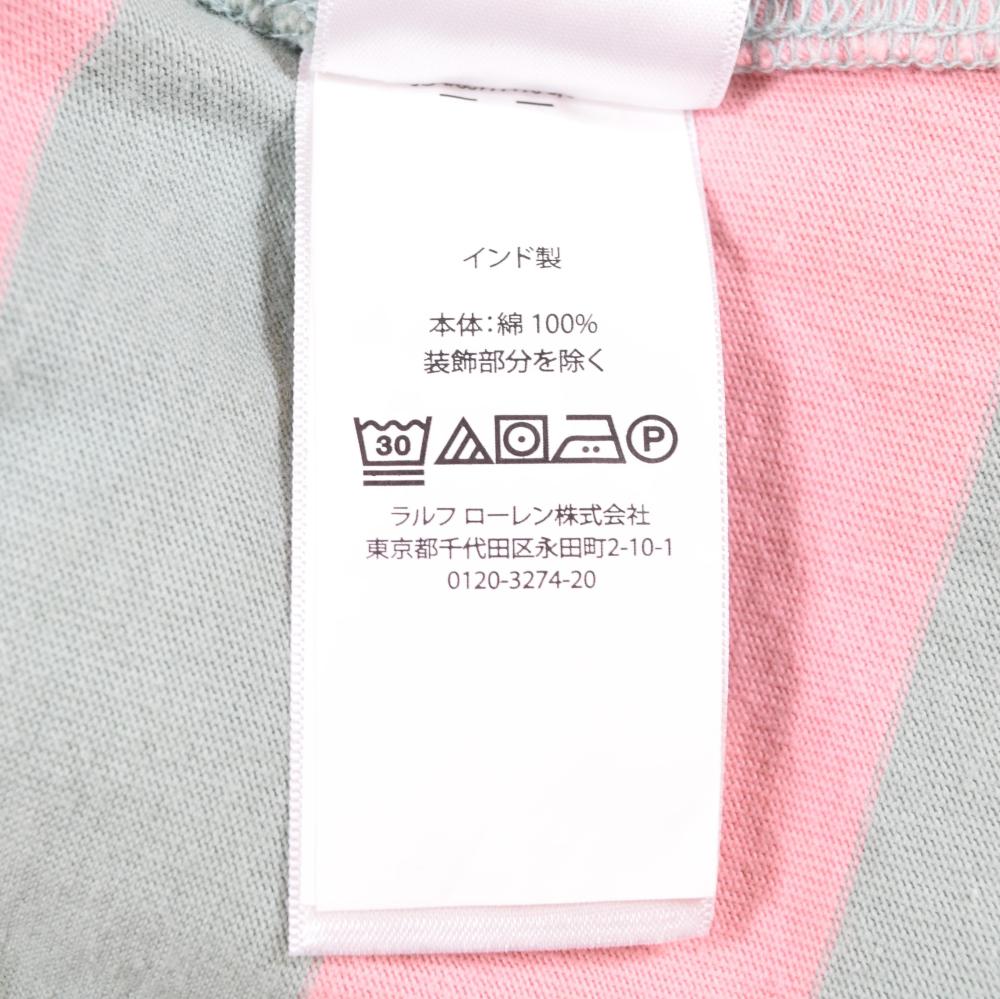 インド製
本体：綿 100%
装飾部分を除く
30 P
ラルフ ローレン株式会社
東京都千代田区永田町2-10-1
0120-3274-20